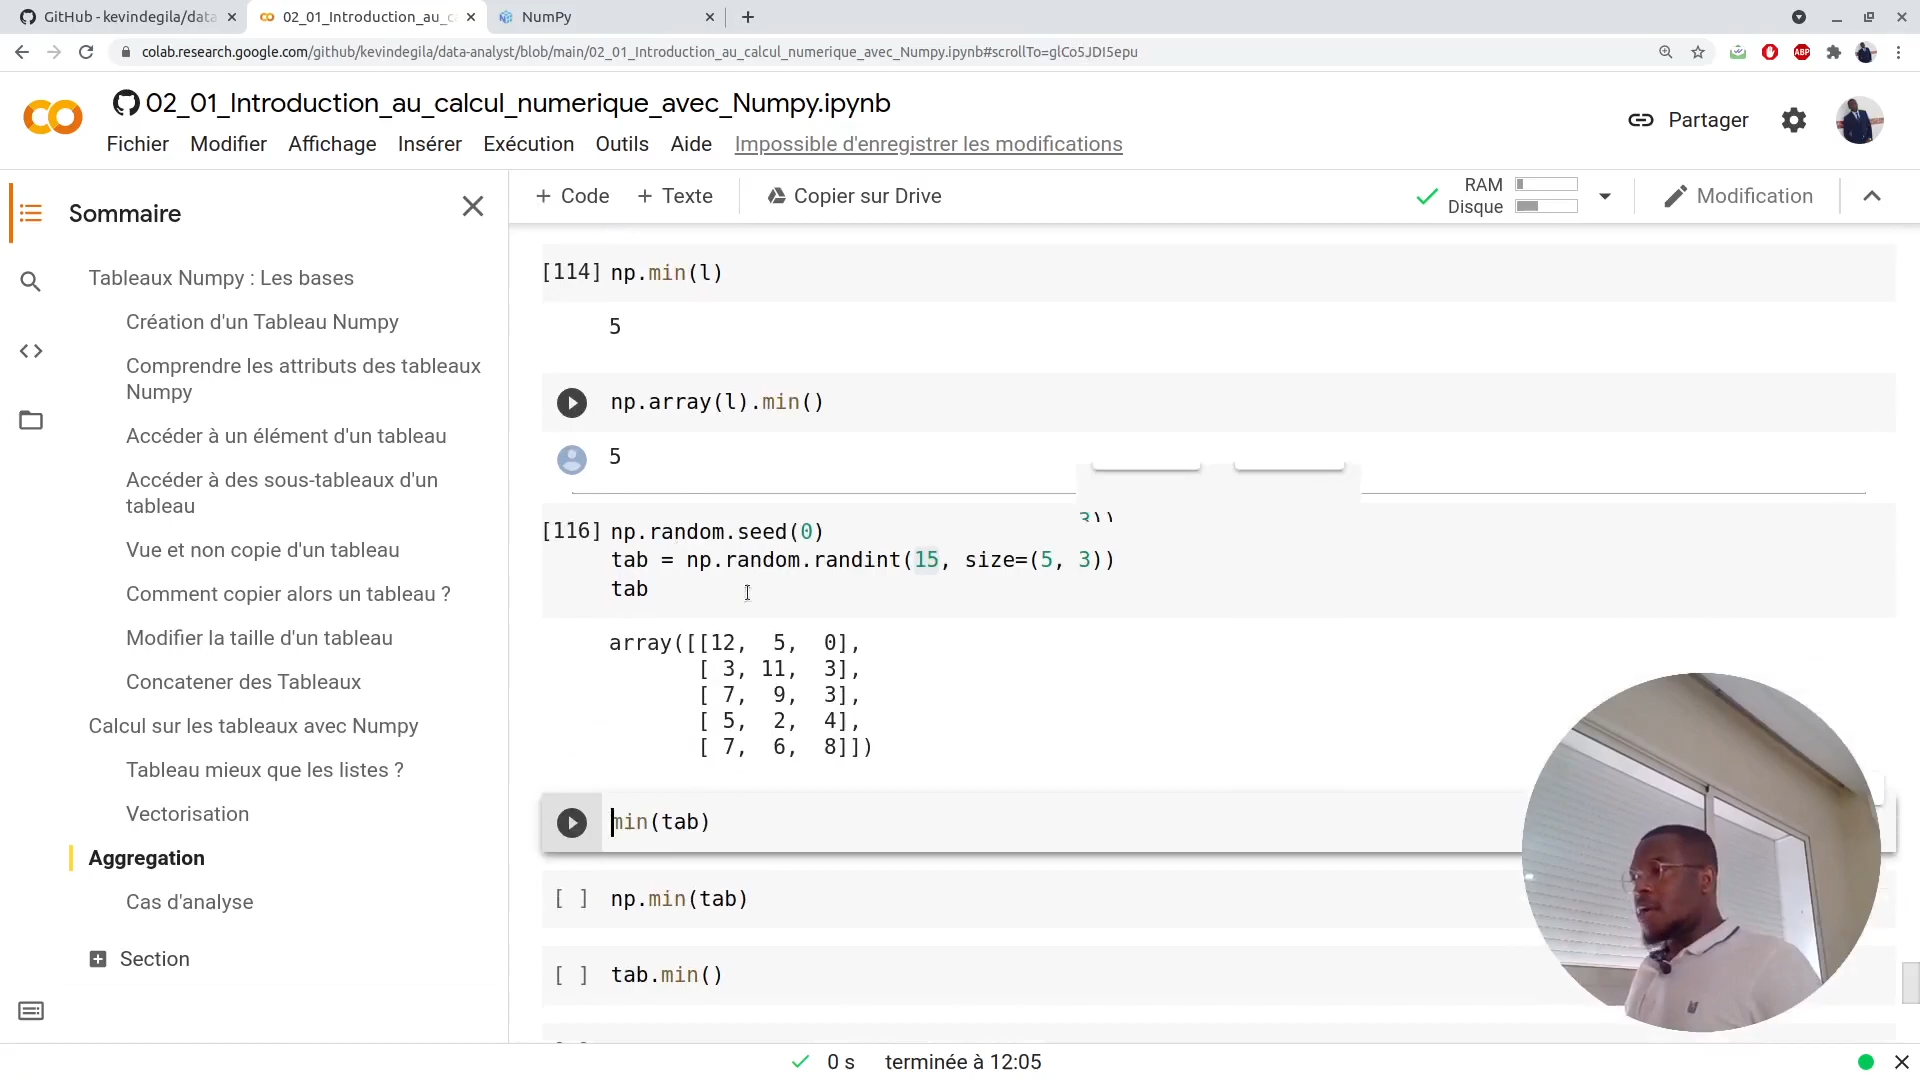 GitHub - kevindegila/data
02_01_Introduction_au_c
NumPy
colab.research.google.com/github/kevindegila/data-analyst/blob/main/02_01_Introduction_au_calcul_numerique_avec_Numpy.ipynb#scrollTo=glCo5JDI5epu
ABP
02_01_Introduction_au_calcul_numerique_avec_Numpy.ipynb
Partager
Fichier Modifier Affichage Insérer Exécution Outils Aide Impossible d'enregistrer les modifications
+ Code + Texte Copier sur Drive
RAM
Disque
Modification
Sommaire
Tableaux Numpy : Les bases
Création d'un Tableau Numpy
Comprendre les attributs des tableaux
Numpy
Accéder à un élément d'un tableau
Accéder à des sous-tableaux d'un
tableau
Vue et non copie d'un tableau
Comment copier alors un tableau ?
Modifier la taille d'un tableau
Concatener des Tableaux
Calcul sur les tableaux avec Numpy
Tableau mieux que les listes ?
Vectorisation
Aggregation
Cas d'analyse
Section
[114] np.min(l)
5
np.array(l).min()
5
3))
[116] np.random.seed(0)
tab = np.random.randint(15, size=(5, 3))
tab
array([[12, 5, 0],
[ 3, 11, 3],
[ 7, 9, 3],
[ 5, 2, 4],
[ 7, 6, 8]])
min(tab)
[ ] np.min(tab)
[ ] tab.min()
0 s terminée à 12:05